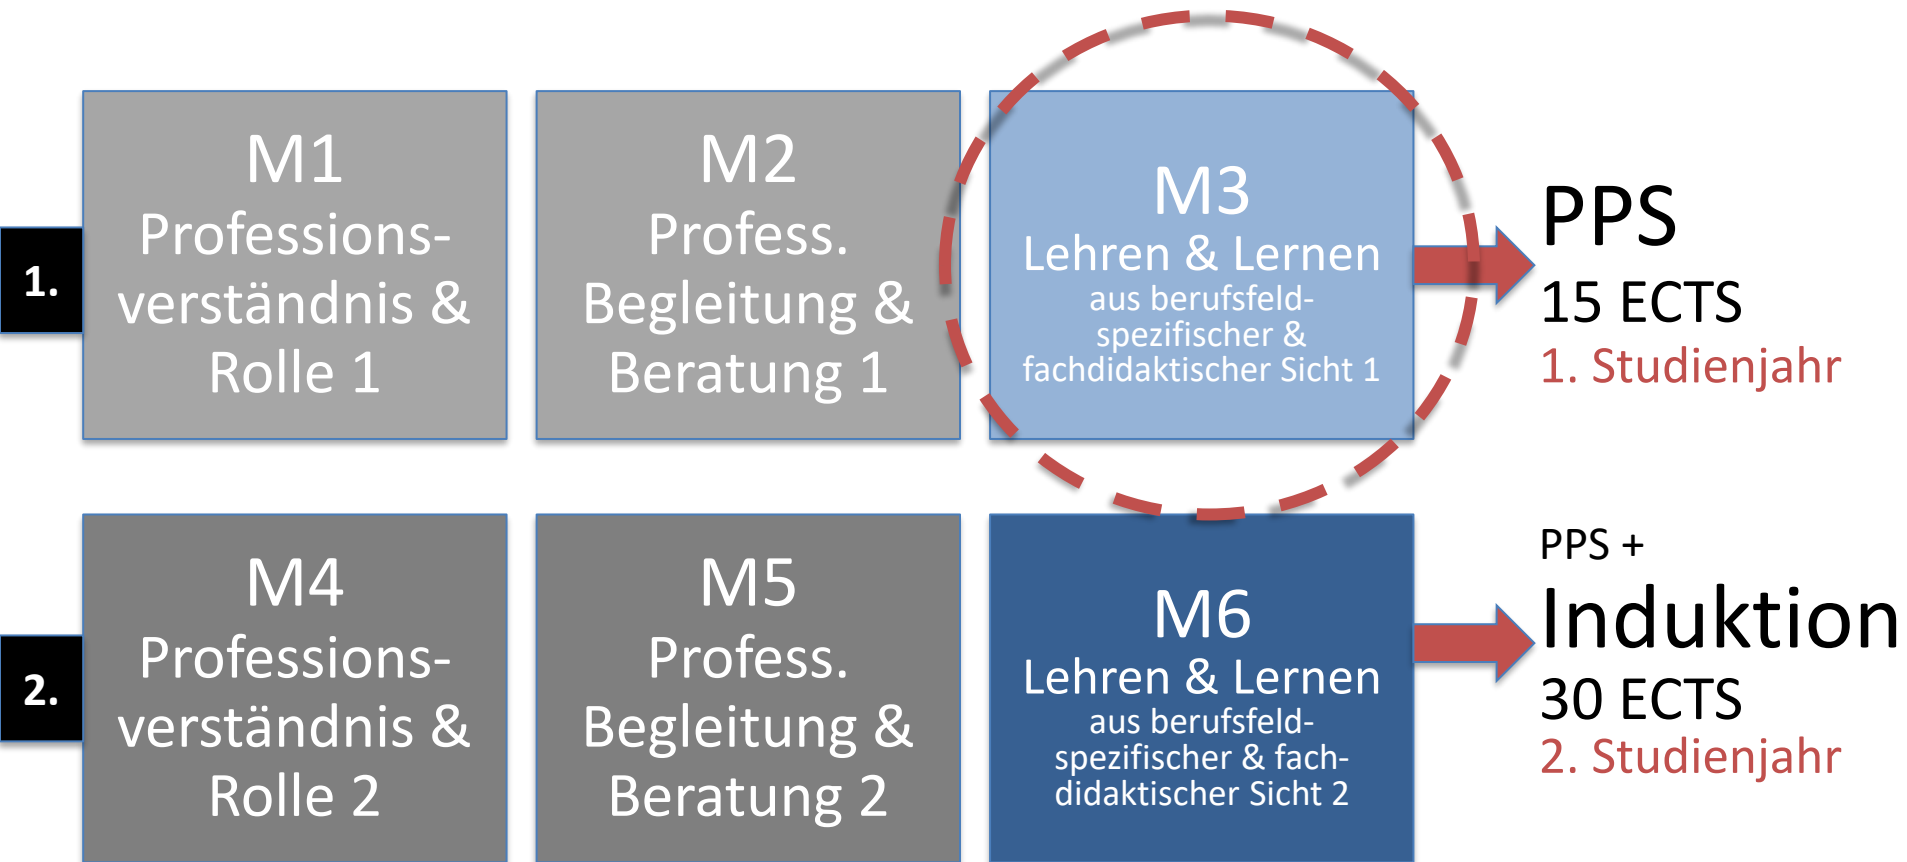 1.
M1
Professions-
verständnis &
Rolle 1
M2
Profess.
Begleitung &
Beratung 1
M3
Lehren & Lernen
aus berufsfeld-
spezifischer &
fachdidaktischer Sicht 1
PPS
15 ECTS
1. Studienjahr
2.
M4
Professions-
verständnis &
Rolle 2
M5
Profess.
Begleitung &
Beratung 2
M6
Lehren & Lernen
aus berufsfeld-
spezifischer & fach-
didaktischer Sicht 2
PPS +
Induktion
30 ECTS
2. Studienjahr